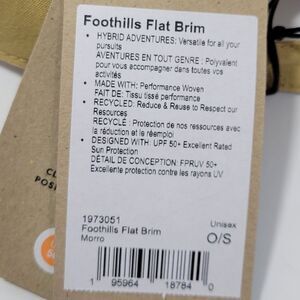 Foothills Flat Brim
• HYBRID ADVENTURES: Versatile for all your
pursuits
AVENTURES EN TOUT GENRE : Polyvalent
pour vous accompagner dans toutes vos
activités
• MADE WITH: Performance Woven
FAIT DE: Tissu tissé performance
• RECYCLED: Reduce & Reuse to Respect our
Resources
RECYCLÉ : Protection de nos ressources avec
la réduction et le réemploi
• DESIGNED WITH: UPF 50+ Excellent Rated
Sun Protection
DÉTAIL DE CONCEPTION: FPRUV 50+
Excellente protection contre les rayons UV
1973051
Foothills Flat Brim
Morro
Unisex
O/S
1 95964 18784 0